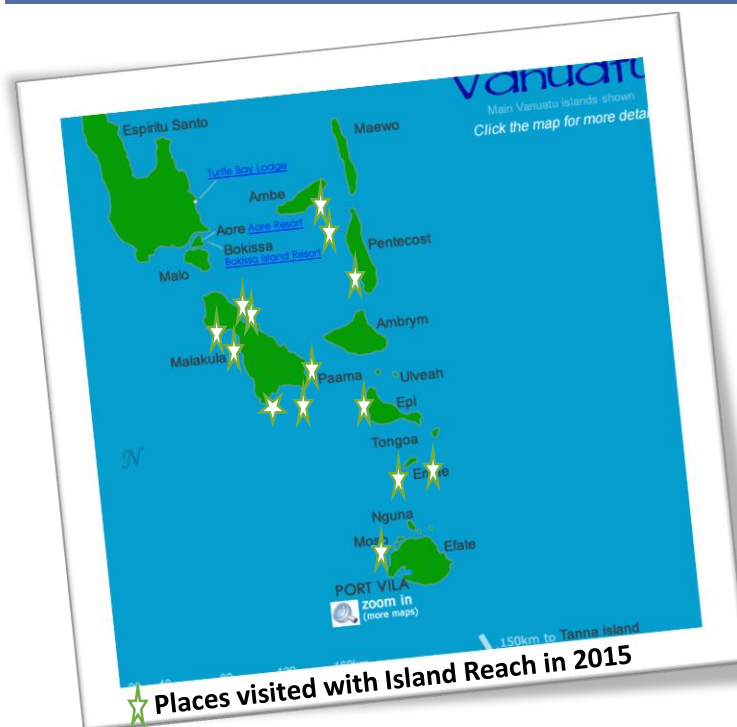 Vanuatu
Main Vanuatu islands shown
Click the map for more detai
Espiritu Santo
Maewo
Turtle Bay Lodge
Ambe
Aore Aore Resort
Bokissa
Bokissa Island Resort
Pentecost
Malo
Ambrym
Malakula
Paama
Ulveah
Epi
Tongoa
N
Nguna
Moso
Efate
PORT VILA
zoom in
(more maps)
150km to Tanna Island
Places visited with Island Reach in 2015